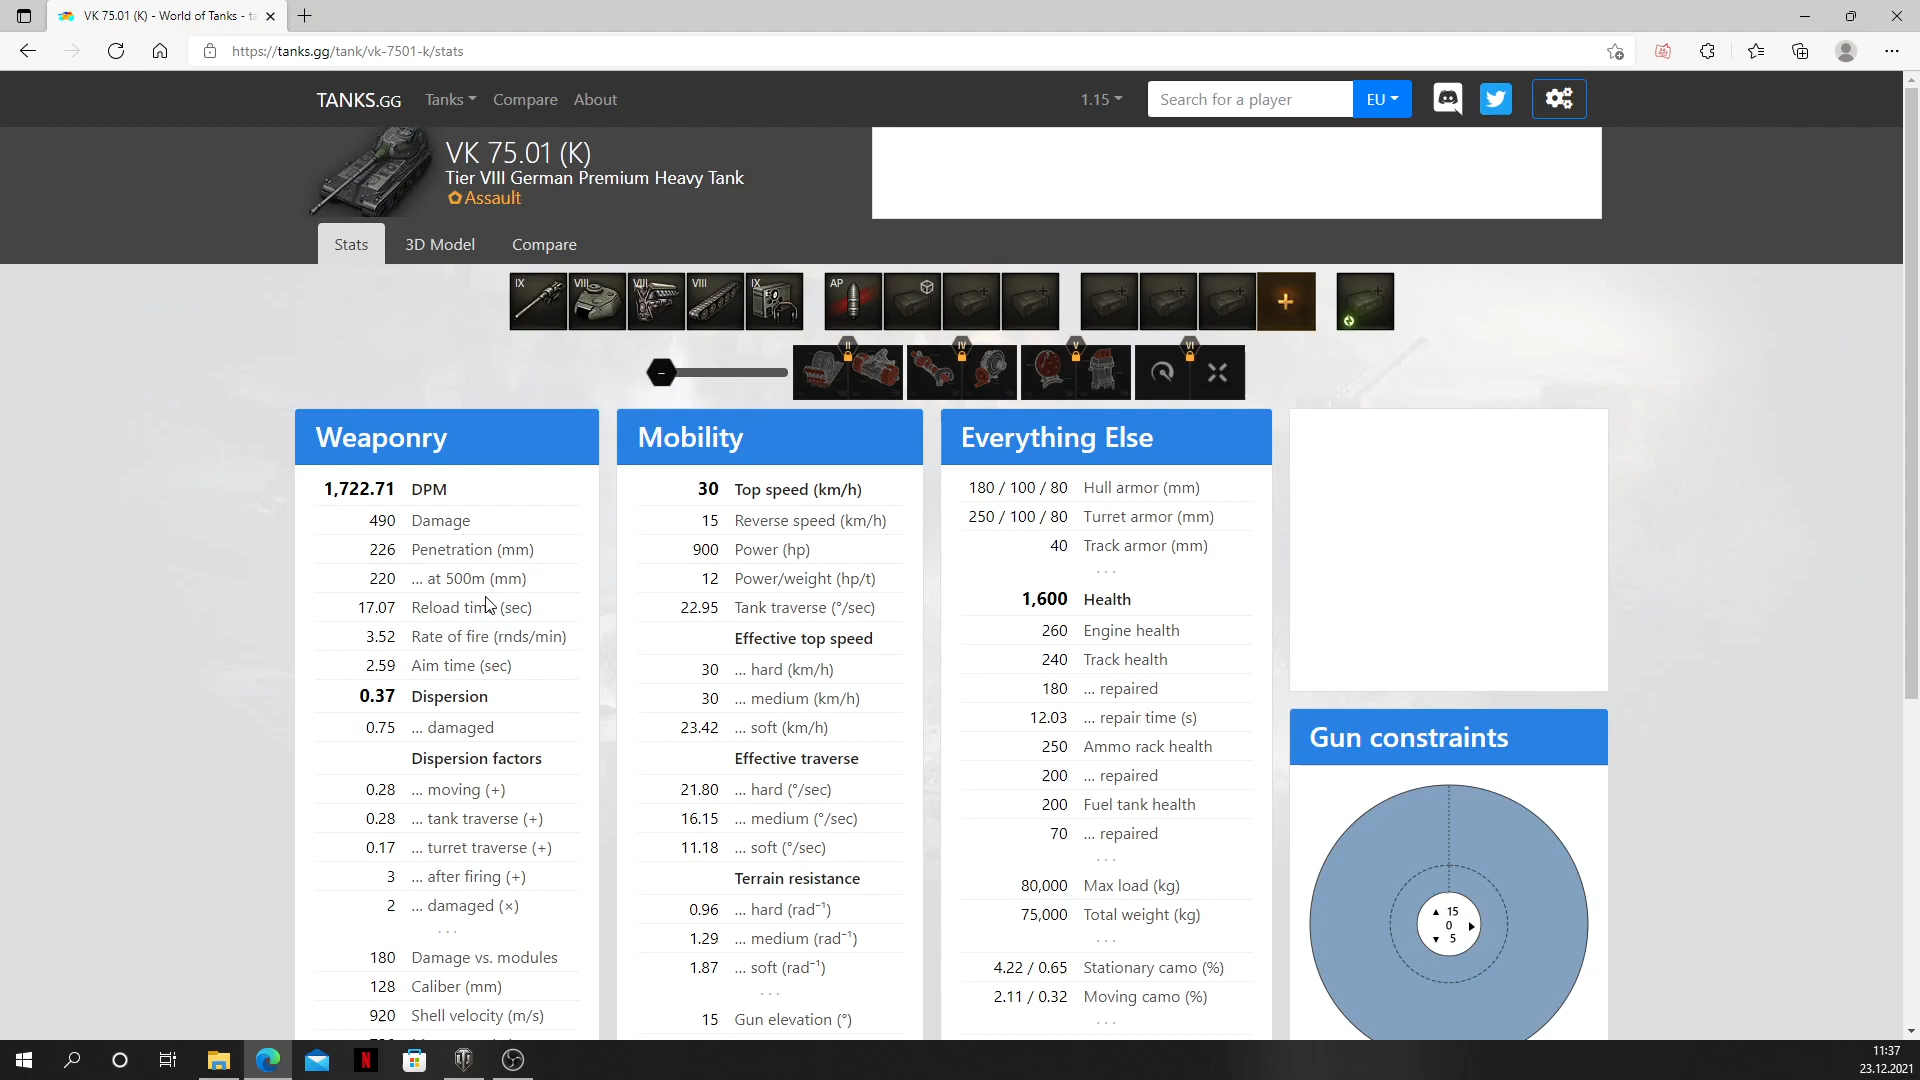 VK 75.01 (K) - World of Tanks - ta
https://tanks.gg/tank/vk-7501-k/stats
TANKS.GG Tanks Compare About 1.15 Search for a player EU
VK 75.01 (K)
Tier VIII German Premium Heavy Tank
Assault
Stats 3D Model Compare
IX VIII VIII VIII IX AP
II IV V VI
Weaponry
1,722.71 DPM
490 Damage
226 Penetration (mm)
220 ... at 500m (mm)
17.07 Reload time (sec)
3.52 Rate of fire (rnds/min)
2.59 Aim time (sec)
0.37 Dispersion
0.75 ... damaged
Dispersion factors
0.28 ... moving (+)
0.28 ... tank traverse (+)
0.17 ... turret traverse (+)
3 ... after firing (+)
2 ... damaged (×)
...
180 Damage vs. modules
128 Caliber (mm)
920 Shell velocity (m/s)
Mobility
30 Top speed (km/h)
15 Reverse speed (km/h)
900 Power (hp)
12 Power/weight (hp/t)
22.95 Tank traverse (°/sec)
Effective top speed
30 ... hard (km/h)
30 ... medium (km/h)
23.42 ... soft (km/h)
Effective traverse
21.80 ... hard (°/sec)
16.15 ... medium (°/sec)
11.18 ... soft (°/sec)
Terrain resistance
0.96 ... hard (rad⁻¹)
1.29 ... medium (rad⁻¹)
1.87 ... soft (rad⁻¹)
...
15 Gun elevation (°)
Everything Else
180 / 100 / 80 Hull armor (mm)
250 / 100 / 80 Turret armor (mm)
40 Track armor (mm)
...
1,600 Health
260 Engine health
240 Track health
180 ... repaired
12.03 ... repair time (s)
250 Ammo rack health
200 ... repaired
200 Fuel tank health
70 ... repaired
...
80,000 Max load (kg)
75,000 Total weight (kg)
...
4.22 / 0.65 Stationary camo (%)
2.11 / 0.32 Moving camo (%)
...
Gun constraints
▲ 15
0 ▶
▼ 5
11:37
23.12.2021